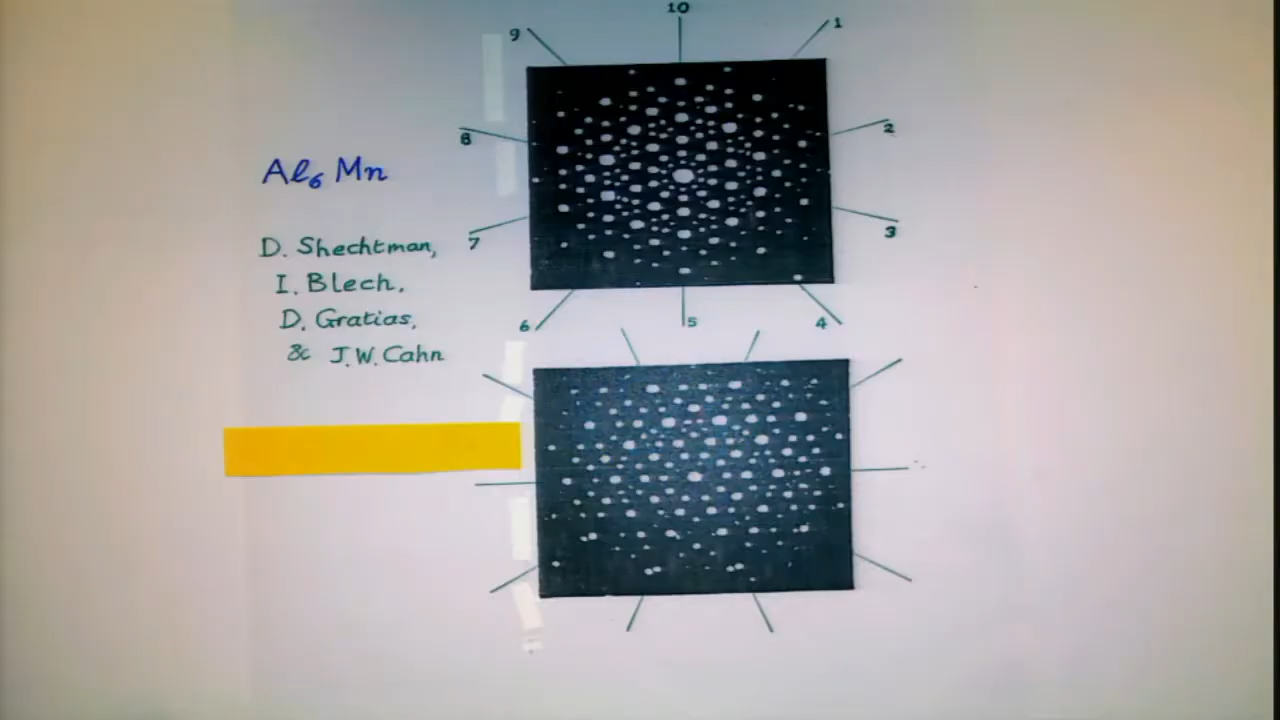 10
9
1
8
2
Al₆ Mn
7
3
D. Shechtman,
I. Blech,
D. Gratias,
& J.W. Cahn
6
5
4